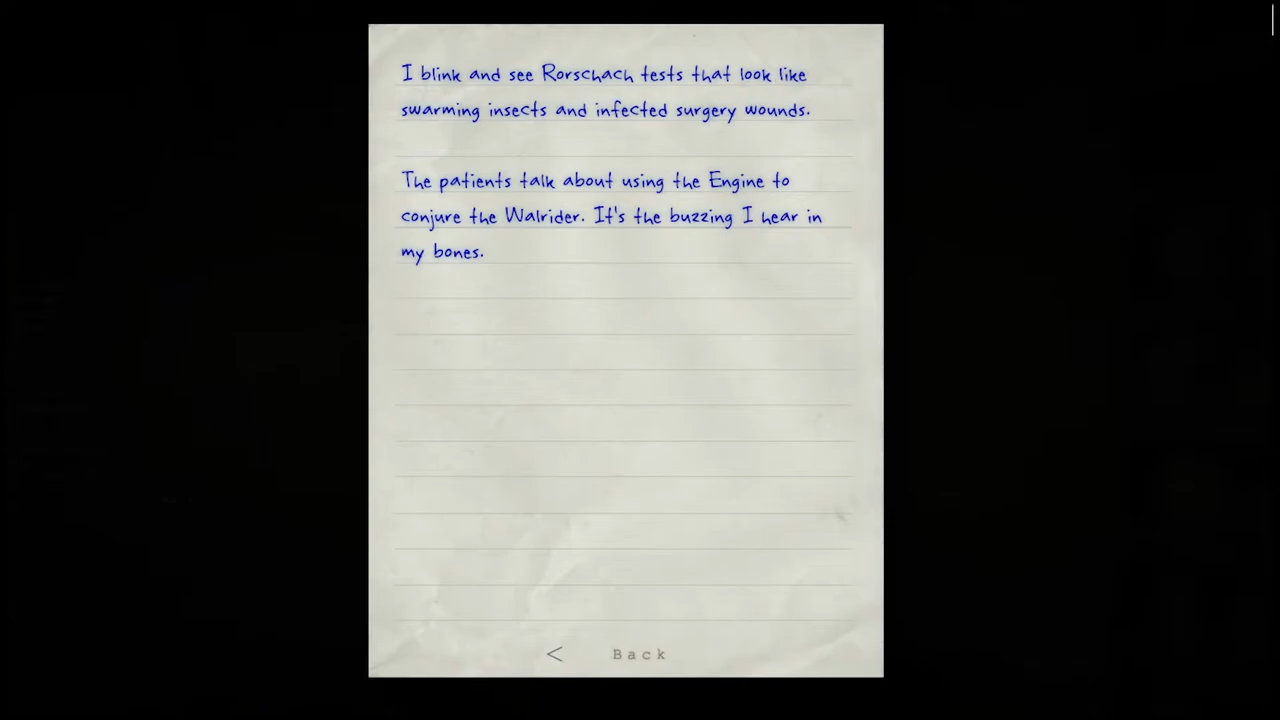 I blink and see Rorschach tests that look like
swarming insects and infected surgery wounds.
The patients talk about using the Engine to
conjure the Walrider. It's the buzzing I hear in
my bones.
< Back